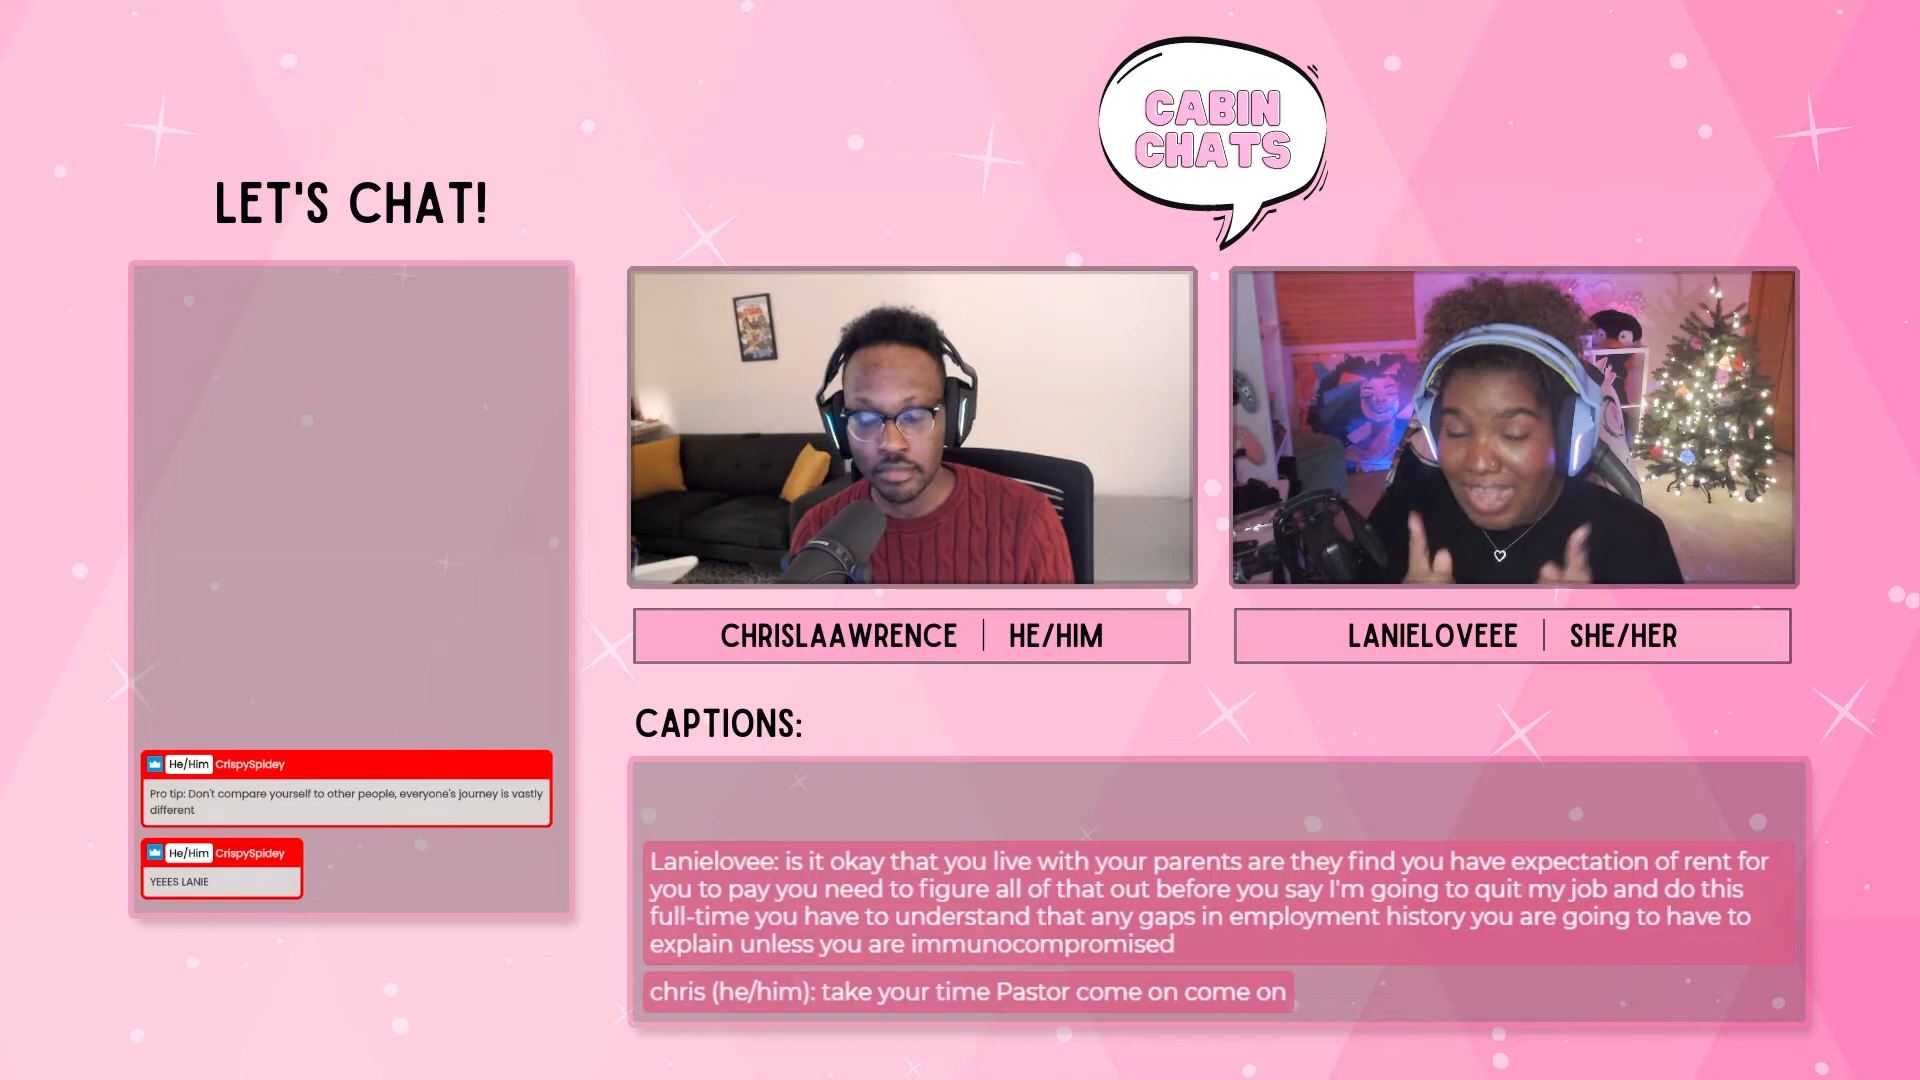 CABIN
CHATS
LET'S CHAT!
CHRISLAAWRENCE | HE/HIM
LANIELOVEEE | SHE/HER
CAPTIONS:
He/Him CrispySpidey
Pro tip: Don't compare yourself to other people, everyone's journey is vastly
different
He/Him CrispySpidey
YEEES LANIE
Lanielovee: is it okay that you live with your parents are they find you have expectation of rent for
you to pay you need to figure all of that out before you say I'm going to quit my job and do this
full-time you have to understand that any gaps in employment history you are going to have to
explain unless you are immunocompromised
chris (he/him): take your time Pastor come on come on